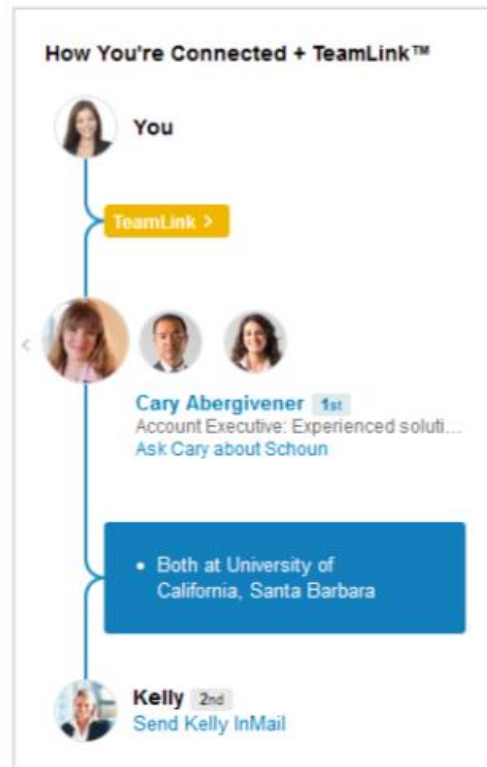 How You're Connected + TeamLink™
You
TeamLink >
Cary Abergivener 1st
Account Executive: Experienced soluti...
Ask Cary about Schoun
• Both at University of
California, Santa Barbara
Kelly 2nd
Send Kelly InMail